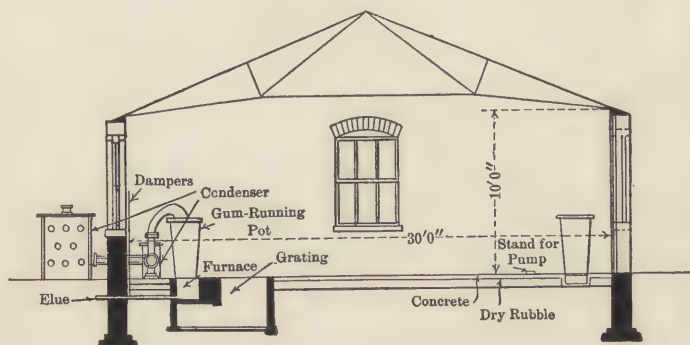 Dampers
Condenser
Gum-Running
Pot
10'0"
30'0"
Stand for
Pump
Furnace
Grating
Elue
Concrete
Dry Rubble